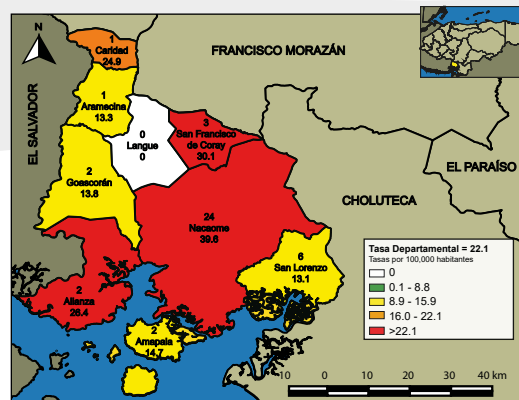 FRANCISCO MORAZÁN
EL SALVADOR
1
Caridad
24.9
1
Aramecina
13.3
0
Langue
0
3
San Francisco
de Coray
30.1
2
Goascorán
13.8
EL PARAÍSO
CHOLUTECA
24
Nacaome
39.8
6
San Lorenzo
13.1
2
Alianza
26.4
2
Amapala
14.7
Tasa Departamental = 22.1
Tasas por 100,000 habitantes
0
0.1 - 8.8
8.9 - 15.9
16.0 - 22.1
>22.1
10 0 10 20 30 40 km